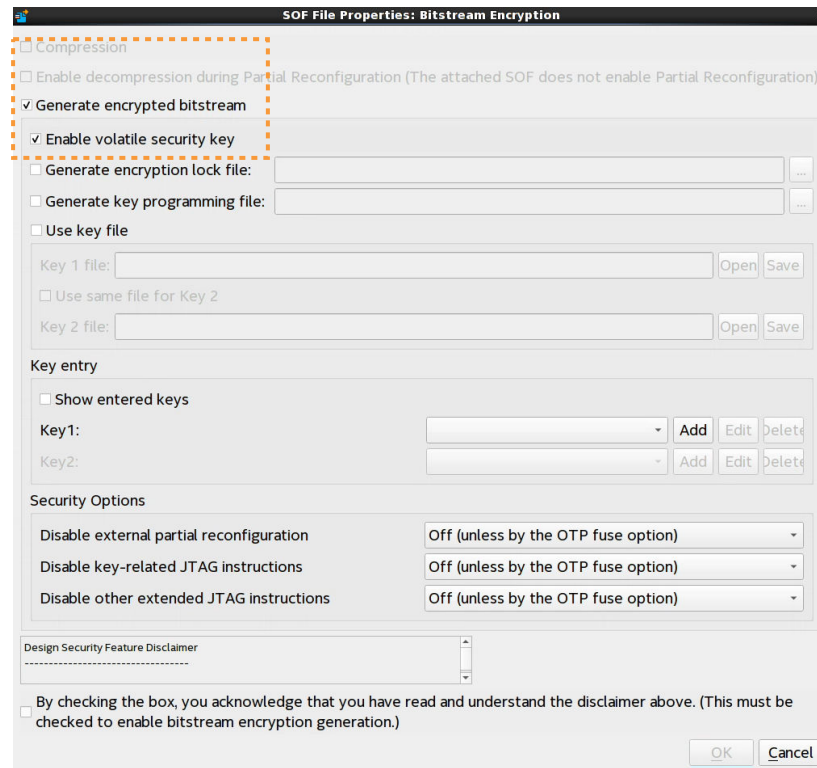 SOF File Properties: Bitstream Encryption
Compression
Enable decompression during Partial Reconfiguration (The attached SOF does not enable Partial Reconfiguration)
Generate encrypted bitstream
Enable volatile security key
Generate encryption lock file: ...
Generate key programming file: ...
Use key file
Key 1 file: Open Save
Use same file for Key 2
Key 2 file: Open Save
Key entry
Show entered keys
Key1: Add Edit Delete
Key2: Add Edit Delete
Security Options
Disable external partial reconfiguration Off (unless by the OTP fuse option)
Disable key-related JTAG instructions Off (unless by the OTP fuse option)
Disable other extended JTAG instructions Off (unless by the OTP fuse option)
Design Security Feature Disclaimer
----------------------------------
By checking the box, you acknowledge that you have read and understand the disclaimer above. (This must be
checked to enable bitstream encryption generation.)
OK Cancel